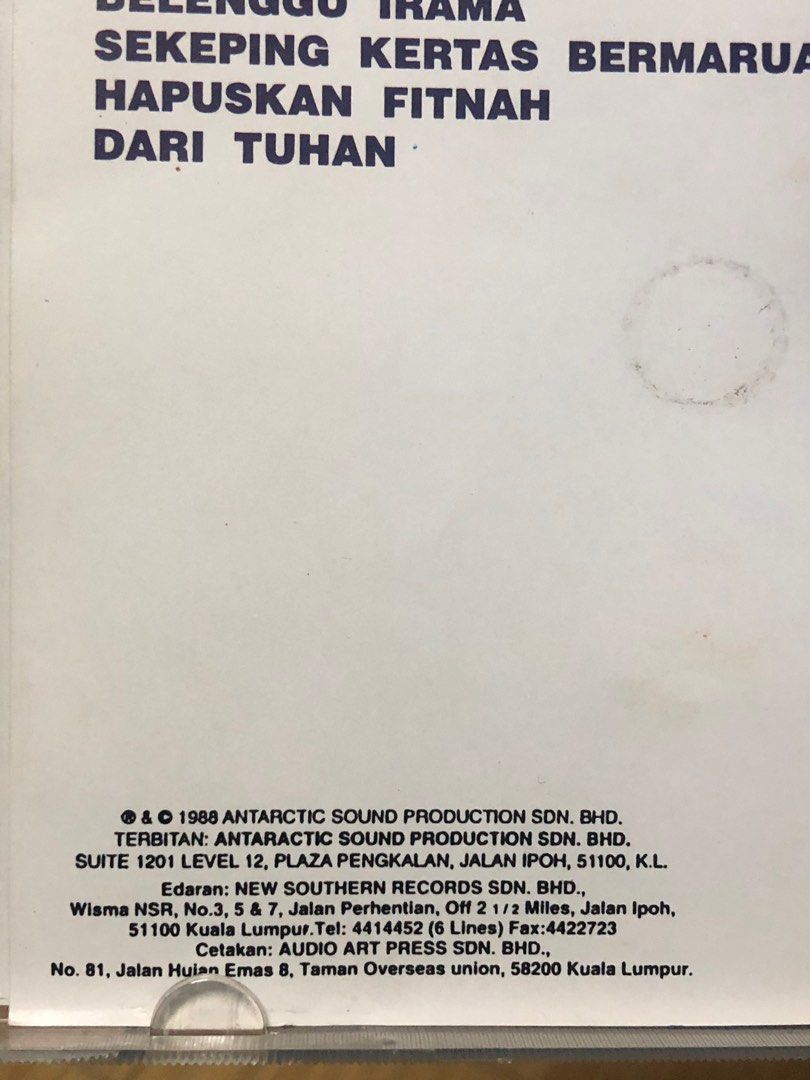 BELENGGU IRAMA
SEKEPING KERTAS BERMARUA
HAPUSKAN FITNAH
DARI TUHAN
℗ & © 1988 ANTARCTIC SOUND PRODUCTION SDN. BHD.
TERBITAN: ANTARACTIC SOUND PRODUCTION SDN. BHD.
SUITE 1201 LEVEL 12, PLAZA PENGKALAN, JALAN IPOH, 51100, K.L.
Edaran: NEW SOUTHERN RECORDS SDN. BHD.,
Wisma NSR, No.3, 5 & 7, Jalan Perhentian, Off 2 1/2 Miles, Jalan Ipoh,
51100 Kuala Lumpur.Tel: 4414452 (6 Lines) Fax:4422723
Cetakan: AUDIO ART PRESS SDN. BHD.,
No. 81, Jalan Hujan Emas 8, Taman Overseas union, 58200 Kuala Lumpur.